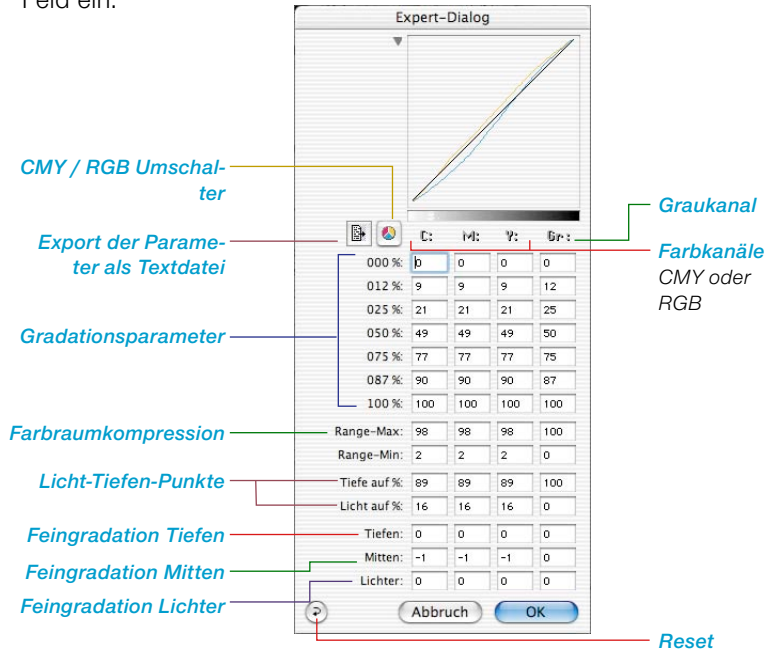 Feld ein.
Expert-Dialog
CMY / RGB Umschal-
ter
Export der Parame-
ter als Textdatei
Gradationsparameter
Farbraumkompression
Licht-Tiefen-Punkte
Feingradation Tiefen
Feingradation Mitten
Feingradation Lichter
C: M: Y: Gr:
000 %: 0 0 0 0
012 %: 9 9 9 12
025 %: 21 21 21 25
050 %: 49 49 49 50
075 %: 77 77 77 75
087 %: 90 90 90 87
100 %: 100 100 100 100
Range-Max: 98 98 98 100
Range-Min: 2 2 2 0
Tiefe auf %: 89 89 89 100
Licht auf %: 16 16 16 0
Tiefen: 0 0 0 0
Mitten: -1 -1 -1 0
Lichter: 0 0 0 0
Abbruch OK
Graukanal
Farbkanäle
CMY oder
RGB
Reset